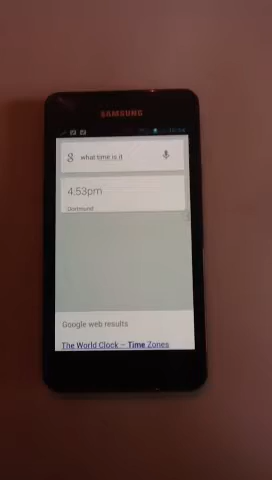 SAMSUNG
g what time is it
4:53pm
Dortmund
Google web results
The World Clock – Time Zones